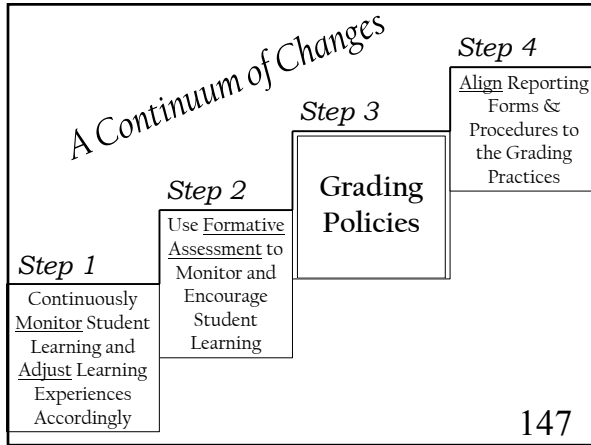 A Continuum of Changes
Step 1
Continuously
Monitor Student
Learning and
Adjust Learning
Experiences
Accordingly
Step 2
Use Formative
Assessment to
Monitor and
Encourage
Student
Learning
Step 3
Grading
Policies
Step 4
Align Reporting
Forms &
Procedures to
the Grading
Practices
147